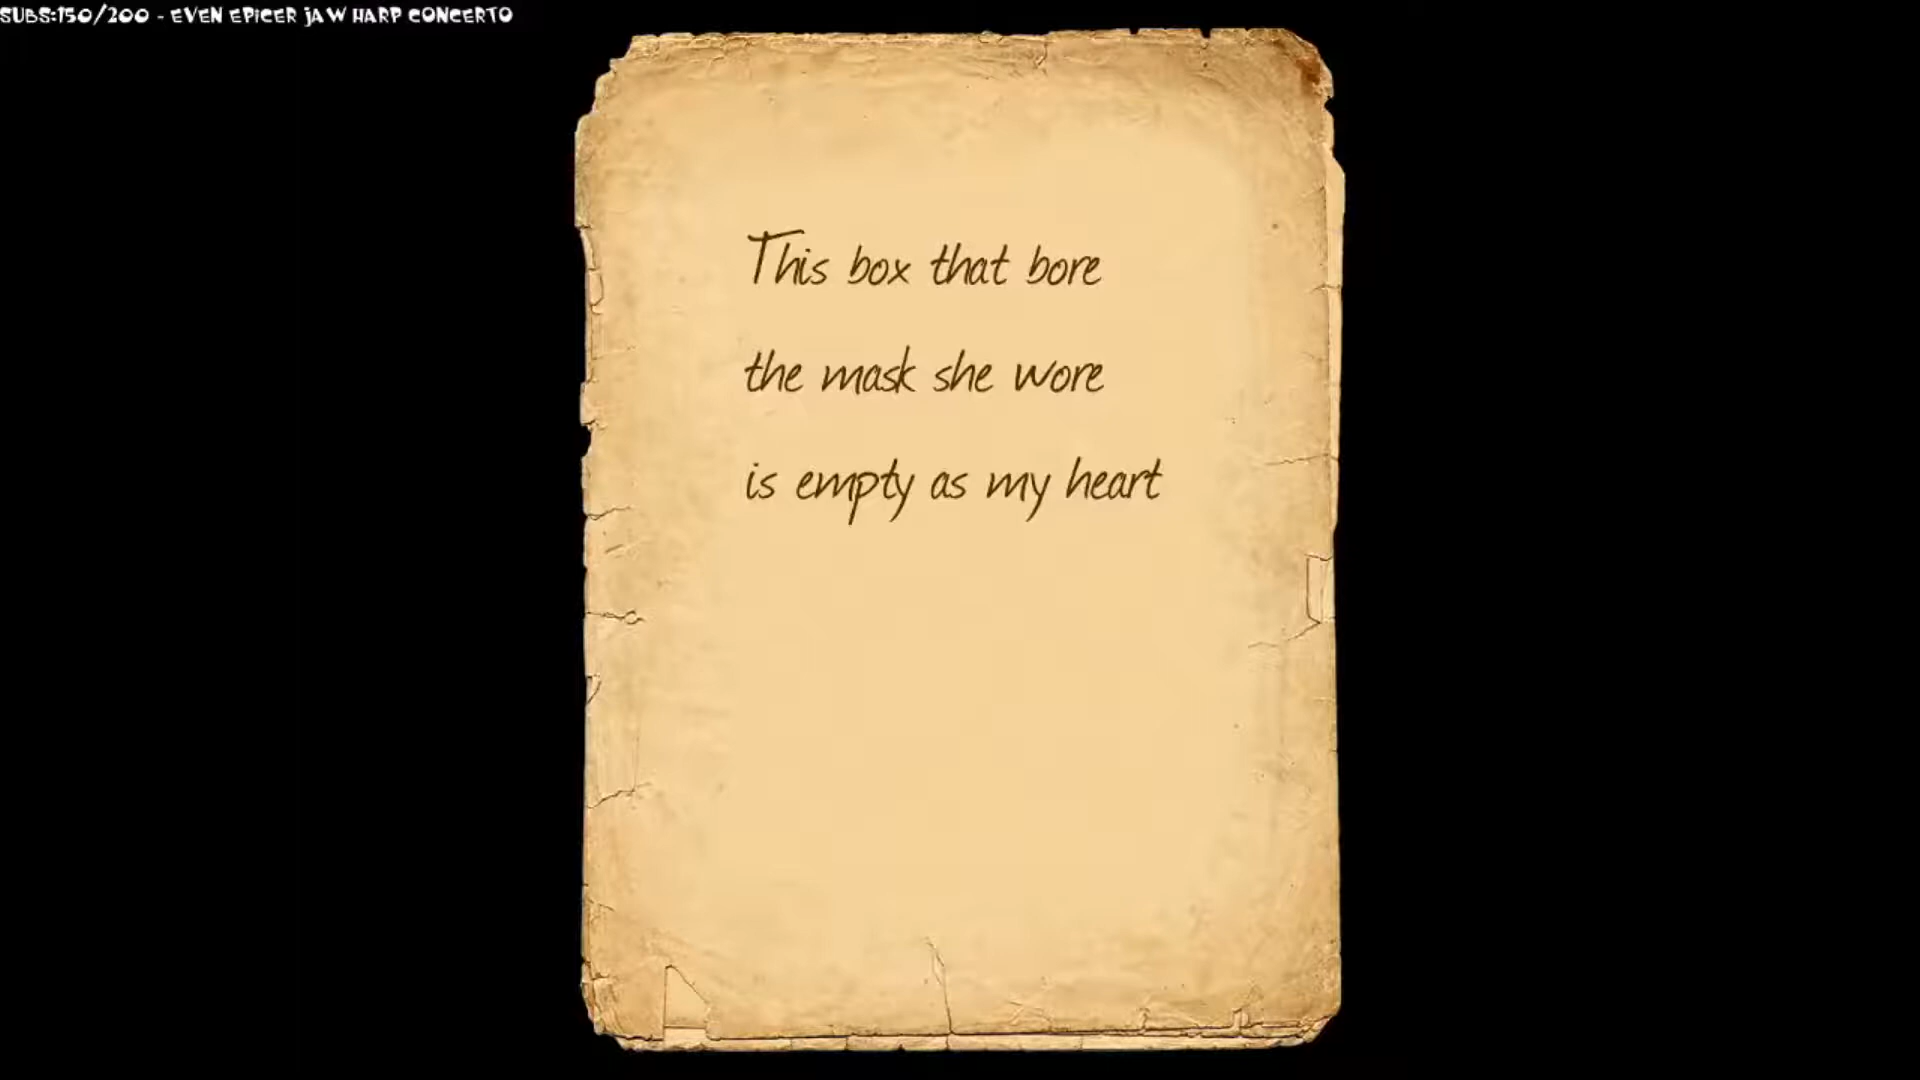 SUBS:150/200 - EVEN EPICER JAW HARP CONCERTO
This box that bore
the mask she wore
is empty as my heart